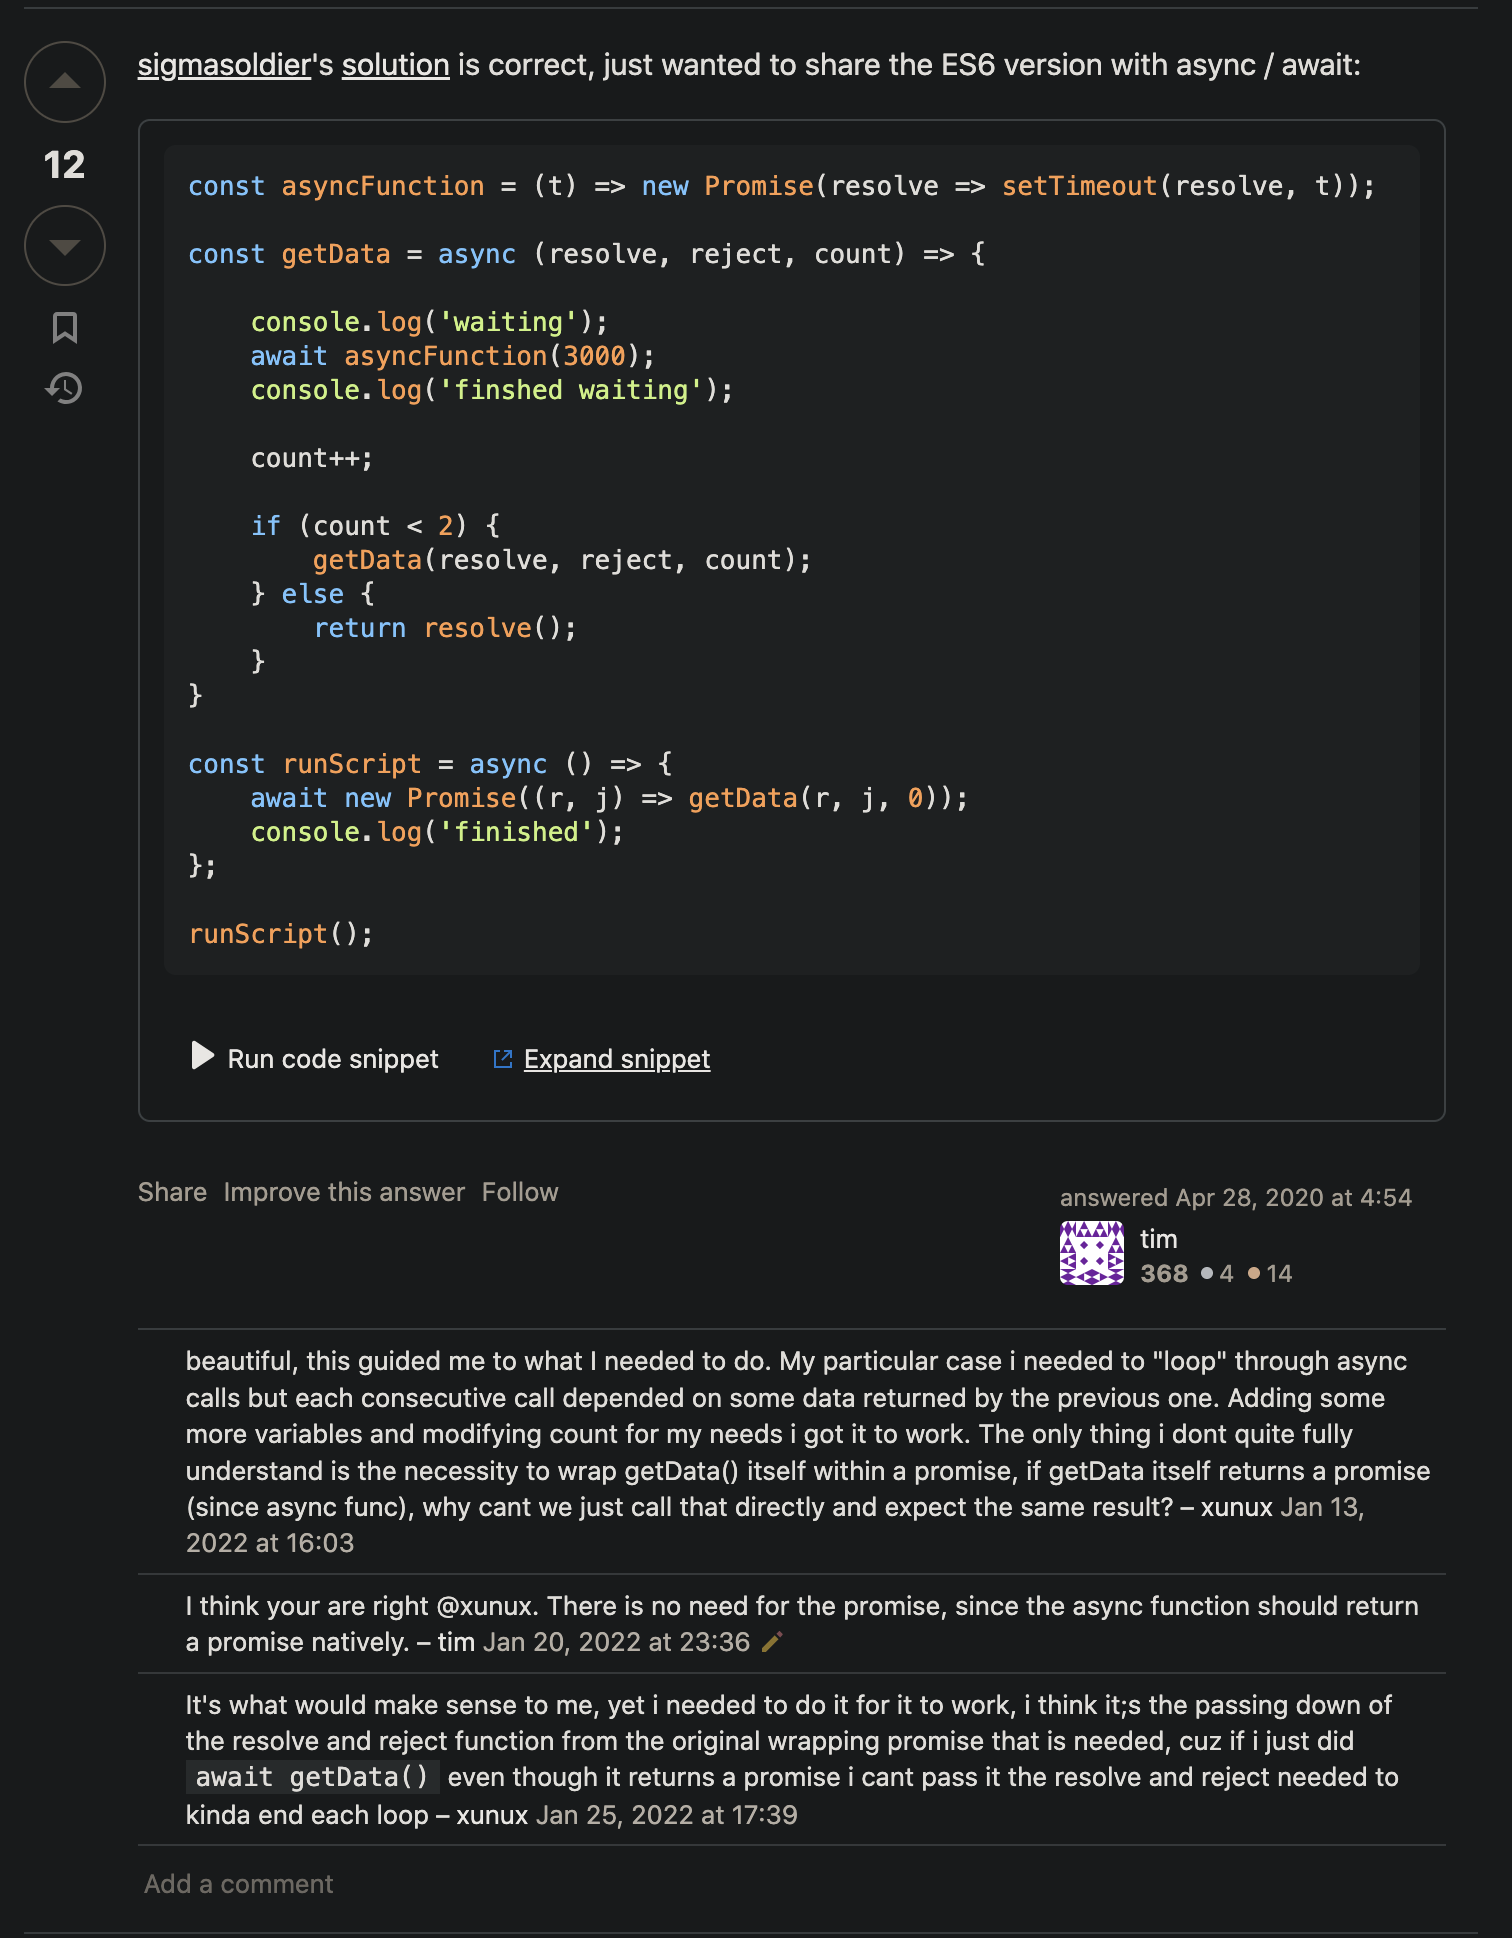 sigmasoldier's solution is correct, just wanted to share the ES6 version with async / await:
12
const asyncFunction = (t) => new Promise(resolve => setTimeout(resolve, t));
const getData = async (resolve, reject, count) => {
console.log('waiting');
await asyncFunction(3000);
console.log('finshed waiting');
count++;
if (count < 2) {
getData(resolve, reject, count);
} else {
return resolve();
}
}
const runScript = async () => {
await new Promise((r, j) => getData(r, j, 0));
console.log('finished');
};
runScript();
Run code snippet Expand snippet
Share Improve this answer Follow
answered Apr 28, 2020 at 4:54
tim
368 4 14
beautiful, this guided me to what I needed to do. My particular case i needed to "loop" through async
calls but each consecutive call depended on some data returned by the previous one. Adding some
more variables and modifying count for my needs i got it to work. The only thing i dont quite fully
understand is the necessity to wrap getData() itself within a promise, if getData itself returns a promise
(since async func), why cant we just call that directly and expect the same result? – xunux Jan 13,
2022 at 16:03
I think your are right @xunux. There is no need for the promise, since the async function should return
a promise natively. – tim Jan 20, 2022 at 23:36
It's what would make sense to me, yet i needed to do it for it to work, i think it;s the passing down of
the resolve and reject function from the original wrapping promise that is needed, cuz if i just did
await getData() even though it returns a promise i cant pass it the resolve and reject needed to
kinda end each loop – xunux Jan 25, 2022 at 17:39
Add a comment